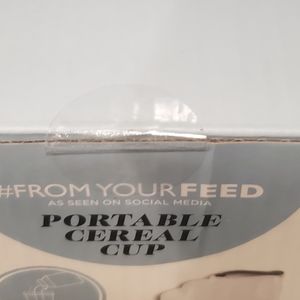 #FROM YOUR FEED
AS SEEN ON SOCIAL MEDIA
PORTABLE
CEREAL
CUP